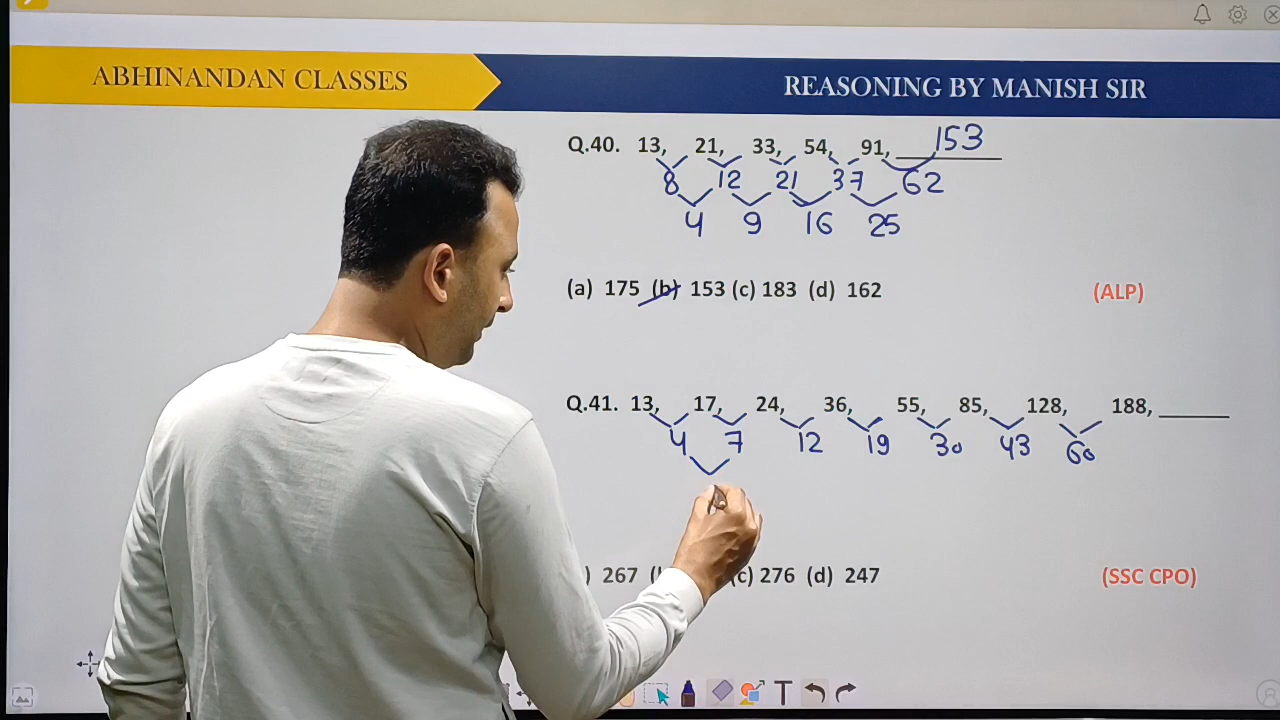 ABHINANDAN CLASSES
REASONING BY MANISH SIR
Q.40. 13, 21, 33, 54, 91, 153
8 12 21 37 62
4 9 16 25
(a) 175 (b) 153 (c) 183 (d) 162 (ALP)
Q.41. 13, 17, 24, 36, 55, 85, 128, 188, ______
4 7 12 19 30 43 60
) 267 ( (c) 276 (d) 247 (SSC CPO)
T